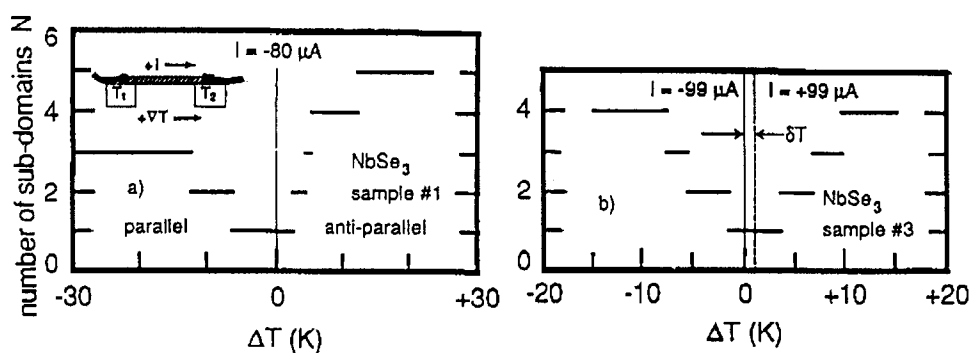 number of sub-domains N
6
4
2
0
I = -80 μA
+I
T₁
T₂
+∇T
a)
parallel
NbSe₃
sample #1
anti-parallel
-30
0
+30
ΔT (K)
4
2
0
I = -99 μA
I = +99 μA
δT
b)
NbSe₃
sample #3
-20
-10
0
+10
+20
ΔT (K)